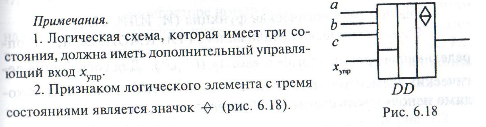 Примечания.
1. Логическая схема, которая имеет три со-
стояния, должна иметь дополнительный управля-
ющий вход xупр.
2. Признаком логического элемента с тремя
состояниями является значок (рис. 6.18).
a
b
c
xупр
DD
Рис. 6.18